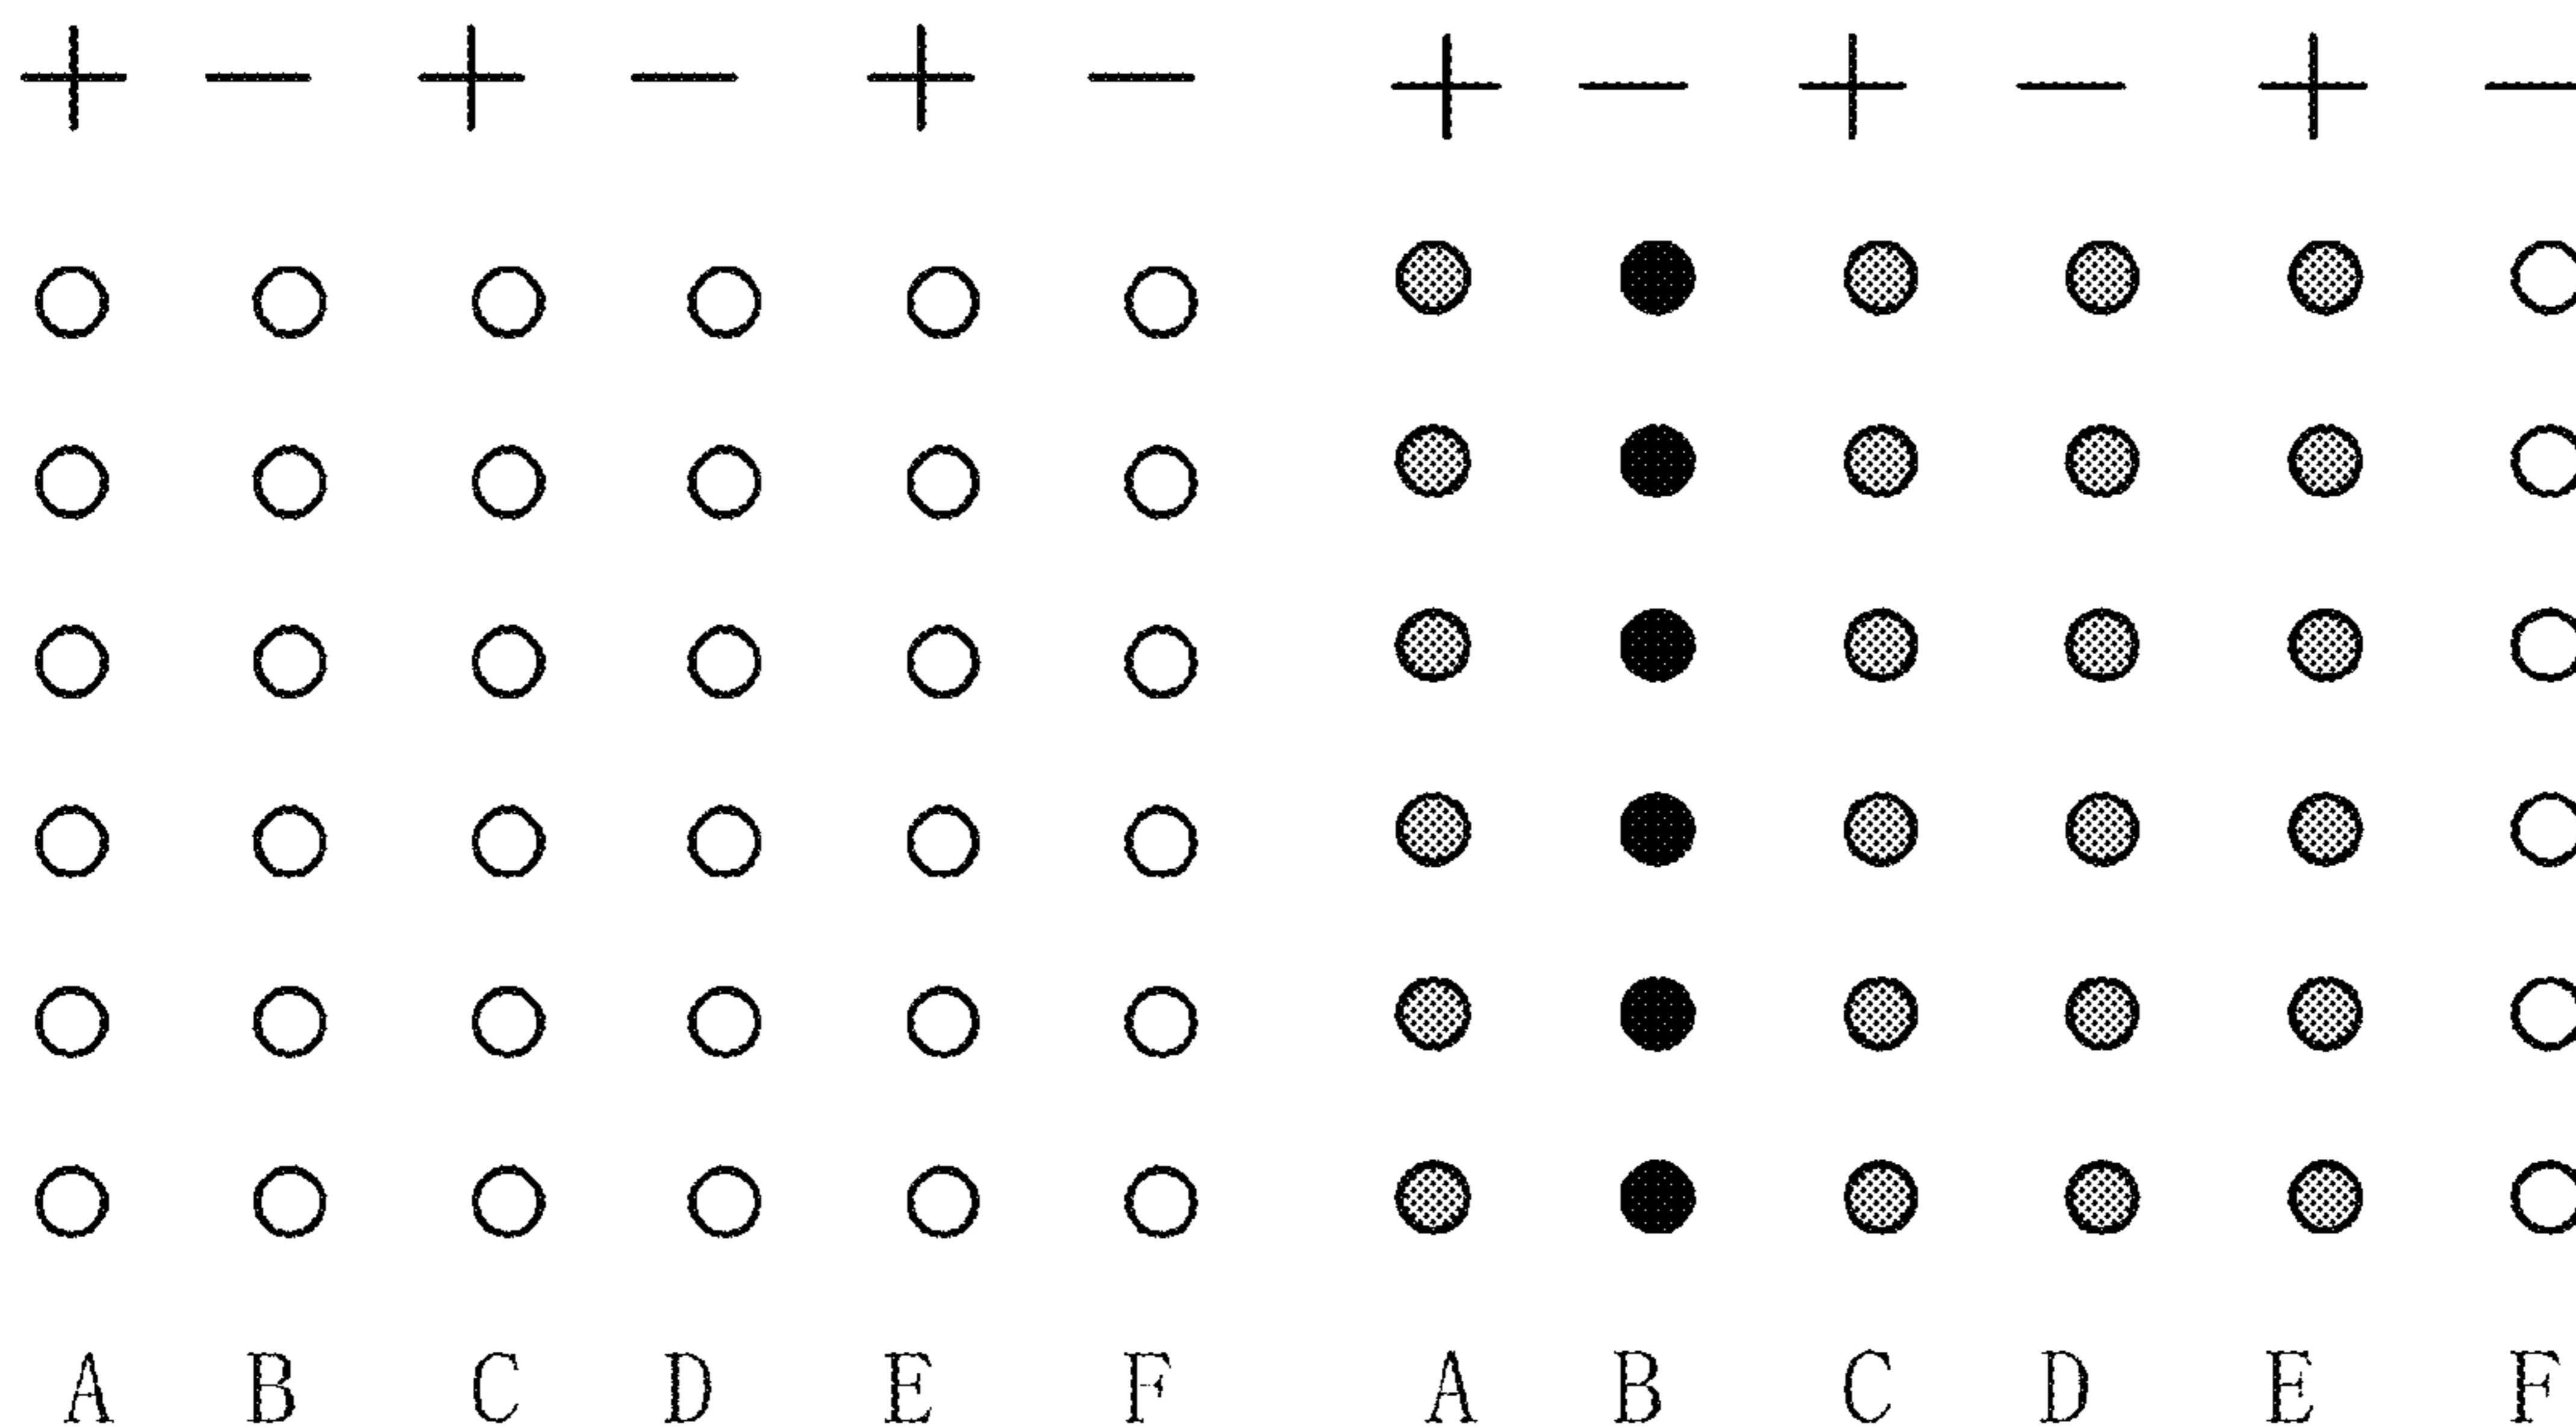 + − + − + − + − + − + −
A B C D E F A B C D E F